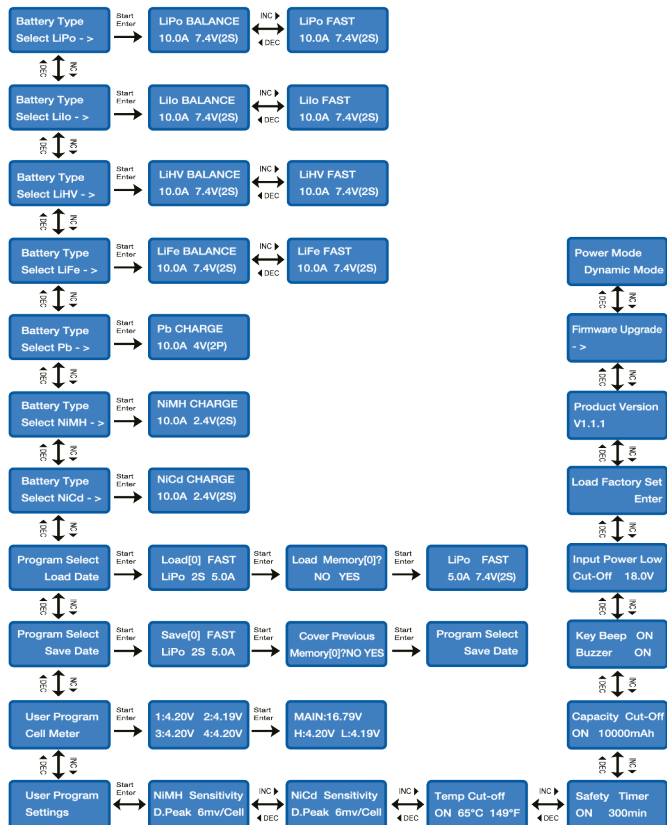 Battery Type
Select LiPo - >
Start
Enter
LiPo BALANCE
10.0A 7.4V(2S)
INC
DEC
LiPo FAST
10.0A 7.4V(2S)
DEC
INC
Battery Type
Select LiIo - >
Start
Enter
LiIo BALANCE
10.0A 7.4V(2S)
INC
DEC
LiIo FAST
10.0A 7.4V(2S)
DEC
INC
Battery Type
Select LiHV - >
Start
Enter
LiHV BALANCE
10.0A 7.4V(2S)
INC
DEC
LiHV FAST
10.0A 7.4V(2S)
DEC
INC
Battery Type
Select LiFe - >
Start
Enter
LiFe BALANCE
10.0A 7.4V(2S)
INC
DEC
LiFe FAST
10.0A 7.4V(2S)
Power Mode
Dynamic Mode
DEC
INC
DEC
INC
Battery Type
Select Pb - >
Start
Enter
Pb CHARGE
10.0A 4V(2P)
Firmware Upgrade
- >
DEC
INC
DEC
INC
Battery Type
Select NiMH - >
Start
Enter
NiMH CHARGE
10.0A 2.4V(2S)
Product Version
V1.1.1
DEC
INC
DEC
INC
Battery Type
Select NiCd - >
Start
Enter
NiCd CHARGE
10.0A 2.4V(2S)
Load Factory Set
Enter
DEC
INC
DEC
INC
Program Select
Load Date
Start
Enter
Load[0] FAST
LiPo 2S 5.0A
Start
Enter
Load Memory[0]?
NO YES
Start
Enter
LiPo FAST
5.0A 7.4V(2S)
Input Power Low
Cut-Off 18.0V
DEC
INC
DEC
INC
Program Select
Save Date
Start
Enter
Save[0] FAST
LiPo 2S 5.0A
Start
Enter
Cover Previous
Memory[0]?NO YES
Start
Enter
Program Select
Save Date
Key Beep ON
Buzzer ON
DEC
INC
DEC
INC
User Program
Cell Meter
Start
Enter
1:4.20V 2:4.19V
3:4.20V 4:4.20V
Start
Enter
MAIN:16.79V
H:4.20V L:4.19V
Capacity Cut-Off
ON 10000mAh
DEC
INC
DEC
INC
User Program
Settings
Start
Enter
NiMH Sensitivity
D.Peak 6mv/Cell
INC
DEC
NiCd Sensitivity
D.Peak 6mv/Cell
INC
DEC
Temp Cut-off
ON 65°C 149°F
INC
DEC
Safety Timer
ON 300min